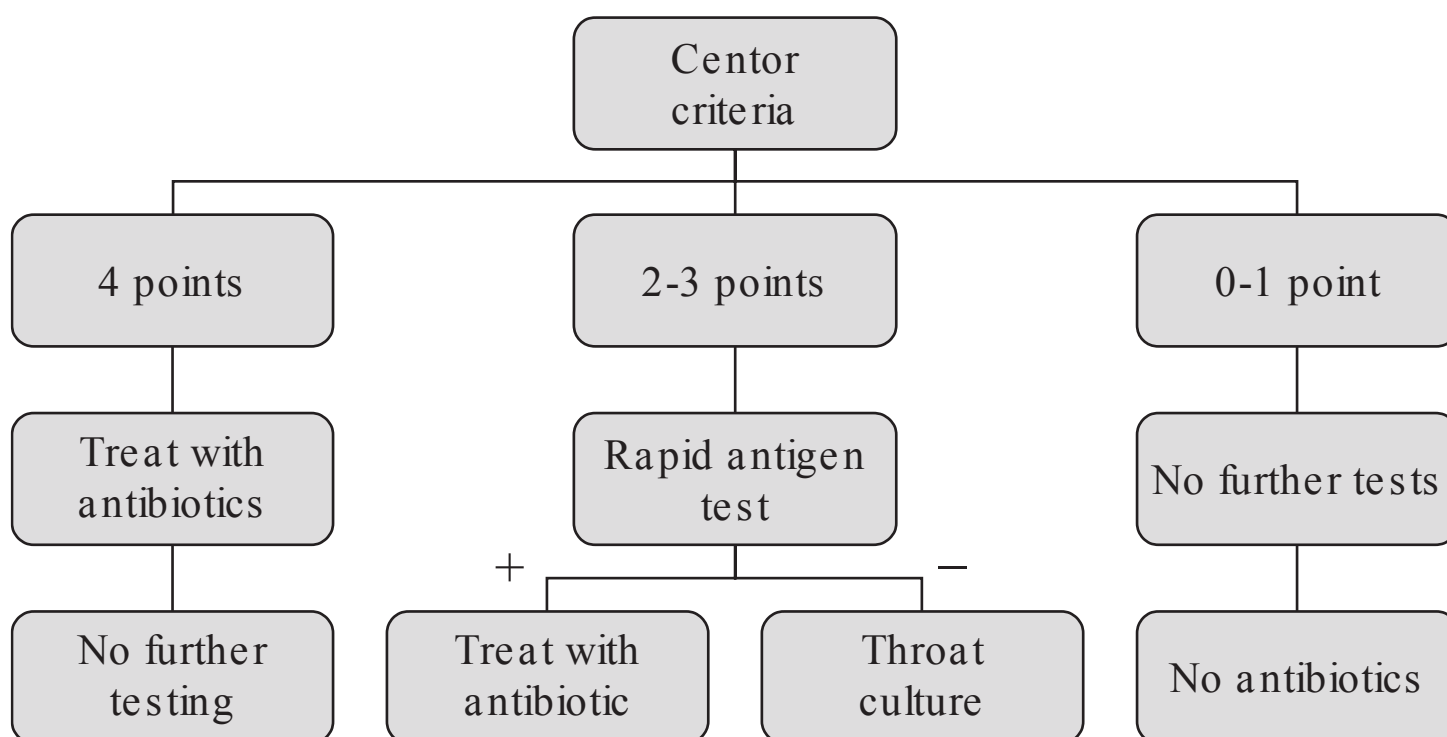 Centor
criteria
4 points
2-3 points
0-1 point
Treat with
antibiotics
Rapid antigen
test
No further tests
+
−
No further
testing
Treat with
antibiotic
Throat
culture
No antibiotics